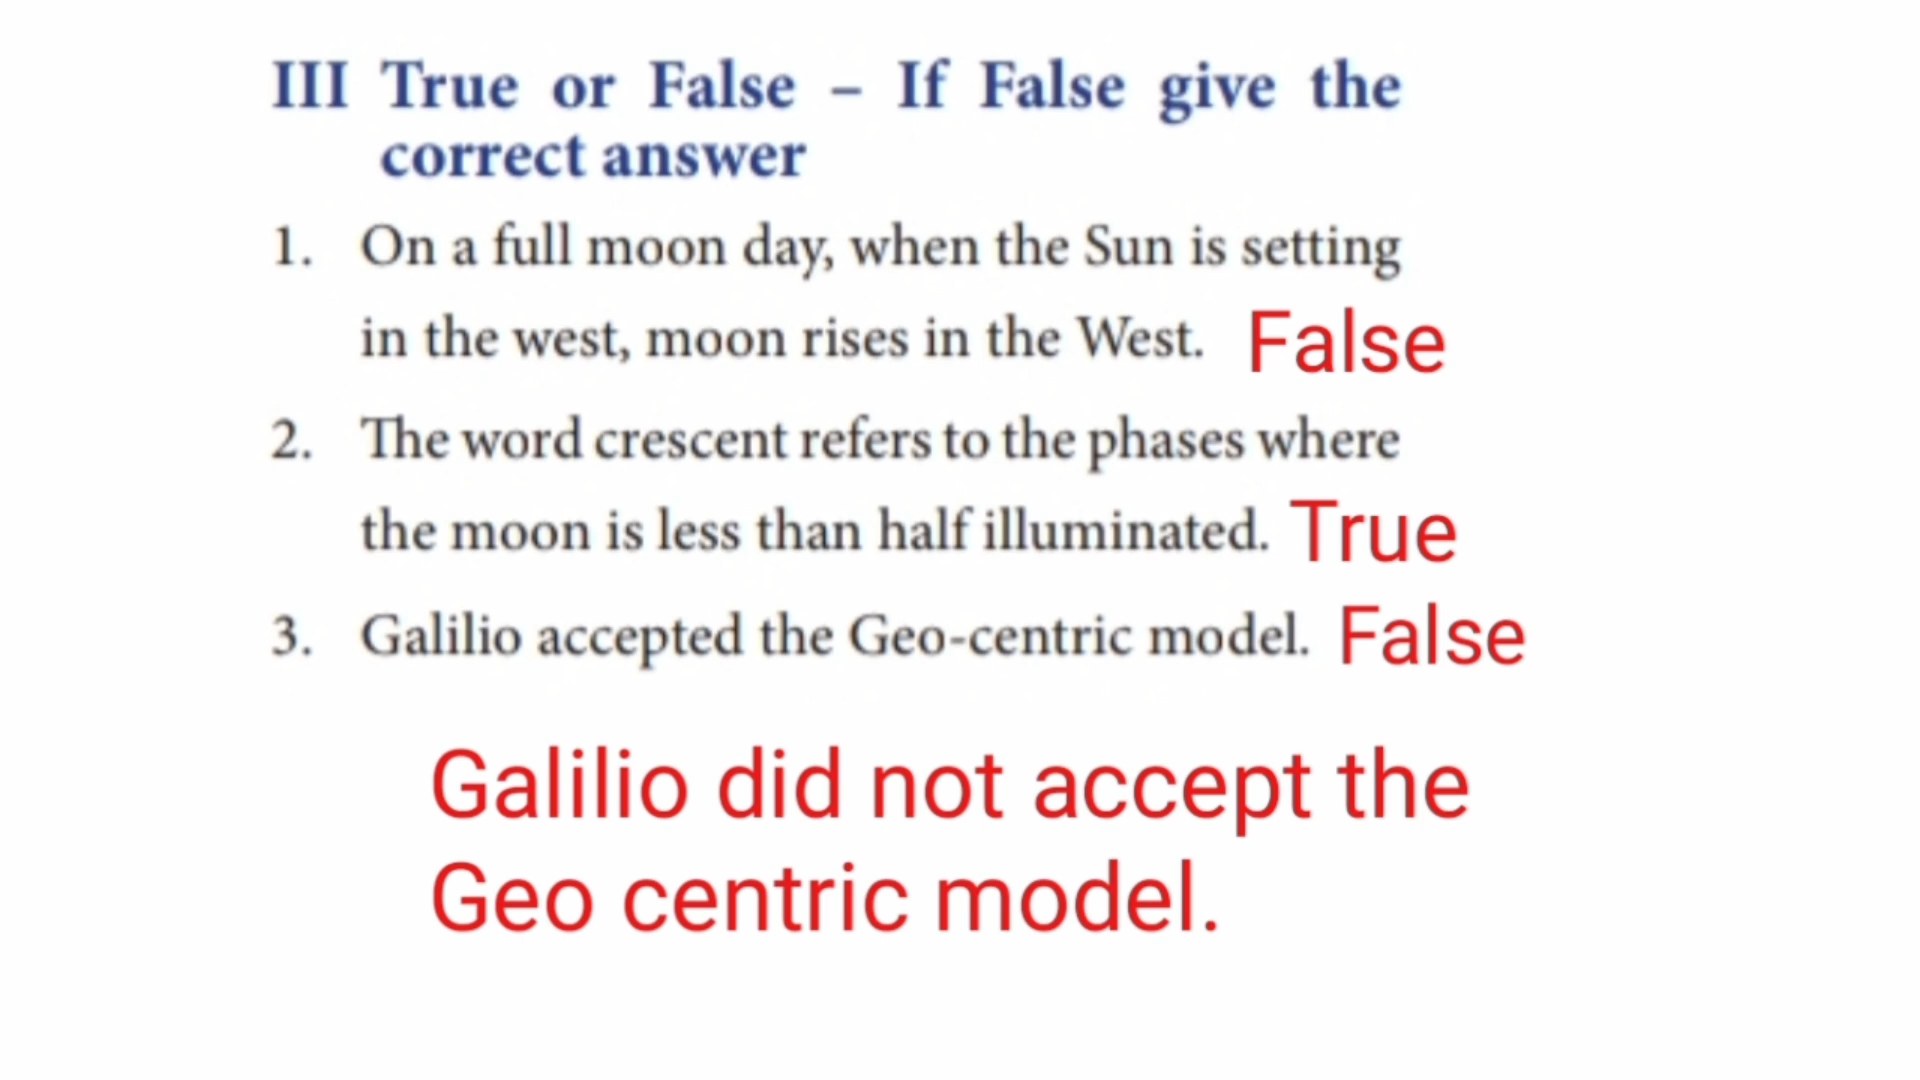 III True or False – If False give the
correct answer
1. On a full moon day, when the Sun is setting
in the west, moon rises in the West. False
2. The word crescent refers to the phases where
the moon is less than half illuminated. True
3. Galilio accepted the Geo-centric model. False
Galilio did not accept the
Geo centric model.